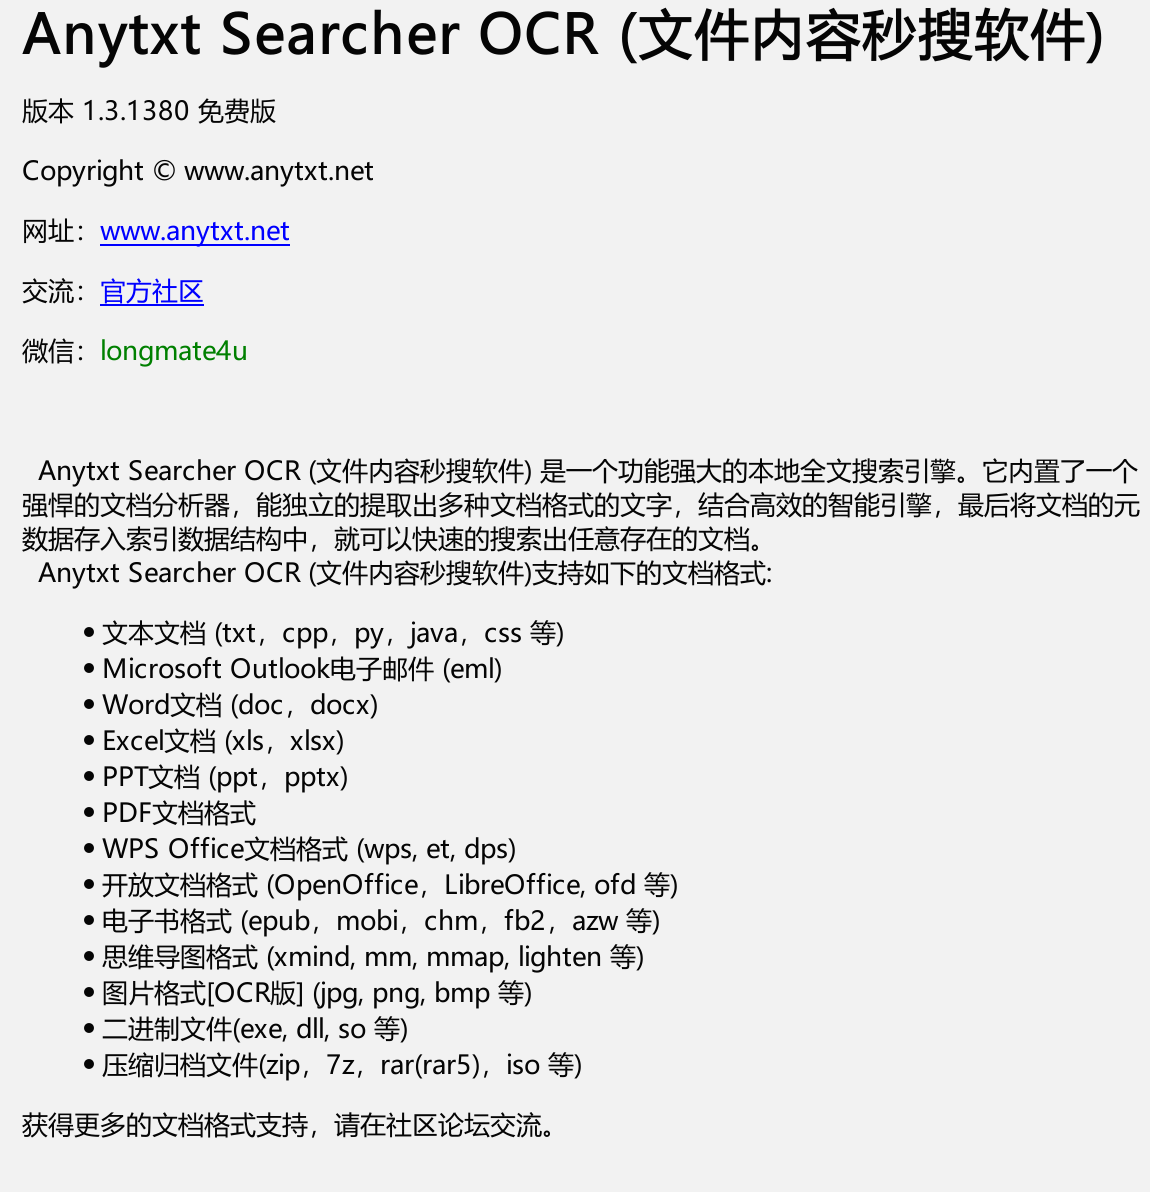 Anytxt Searcher OCR (文件内容秒搜软件)
版本 1.3.1380 免费版
Copyright © www.anytxt.net
网址：www.anytxt.net
交流：官方社区
微信：longmate4u
Anytxt Searcher OCR (文件内容秒搜软件) 是一个功能强大的本地全文搜索引擎。它内置了一个
强悍的文档分析器，能独立的提取出多种文档格式的文字，结合高效的智能引擎，最后将文档的元
数据存入索引数据结构中，就可以快速的搜索出任意存在的文档。
Anytxt Searcher OCR (文件内容秒搜软件)支持如下的文档格式:
• 文本文档 (txt，cpp，py，java，css 等)
• Microsoft Outlook电子邮件 (eml)
• Word文档 (doc，docx)
• Excel文档 (xls，xlsx)
• PPT文档 (ppt，pptx)
• PDF文档格式
• WPS Office文档格式 (wps, et, dps)
• 开放文档格式 (OpenOffice，LibreOffice, ofd 等)
• 电子书格式 (epub，mobi，chm，fb2，azw 等)
• 思维导图格式 (xmind, mm, mmap, lighten 等)
• 图片格式[OCR版] (jpg, png, bmp 等)
• 二进制文件(exe, dll, so 等)
• 压缩归档文件(zip，7z，rar(rar5)，iso 等)
获得更多的文档格式支持，请在社区论坛交流。